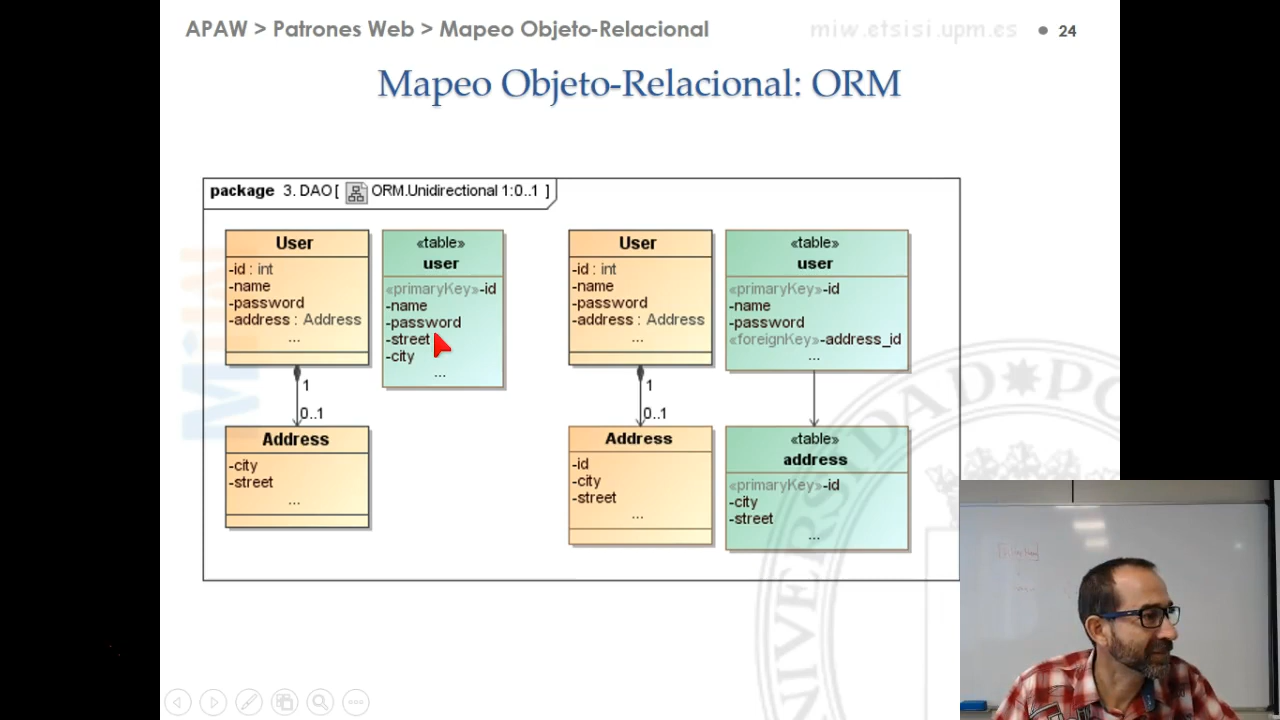 APAW > Patrones Web > Mapeo Objeto-Relacional
miw.etsisi.upm.es
24
Mapeo Objeto-Relacional: ORM
package 3. DAO [ ORM.Unidirectional 1:0..1 ]
User
-id : int
-name
-password
-address : Address
...
1
0..1
Address
-city
-street
...
«table»
user
«primaryKey»-id
-name
-password
-street
-city
...
User
-id : int
-name
-password
-address : Address
...
1
0..1
Address
-id
-city
-street
...
«table»
user
«primaryKey»-id
-name
-password
«foreignKey»-address_id
...
«table»
address
«primaryKey»-id
-city
-street
...
MiW
UNIVERSIDAD PO